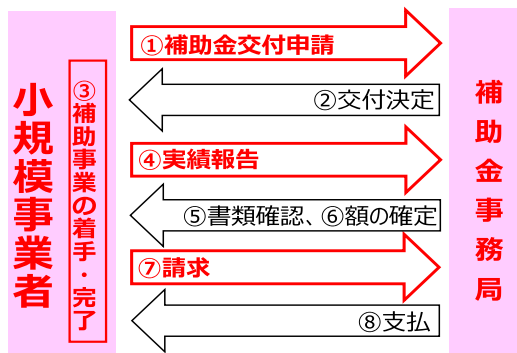 小規模事業者
③補助事業の着手・完了
①補助金交付申請
②交付決定
④実績報告
⑤書類確認、⑥額の確定
⑦請求
⑧支払
補助金事務局